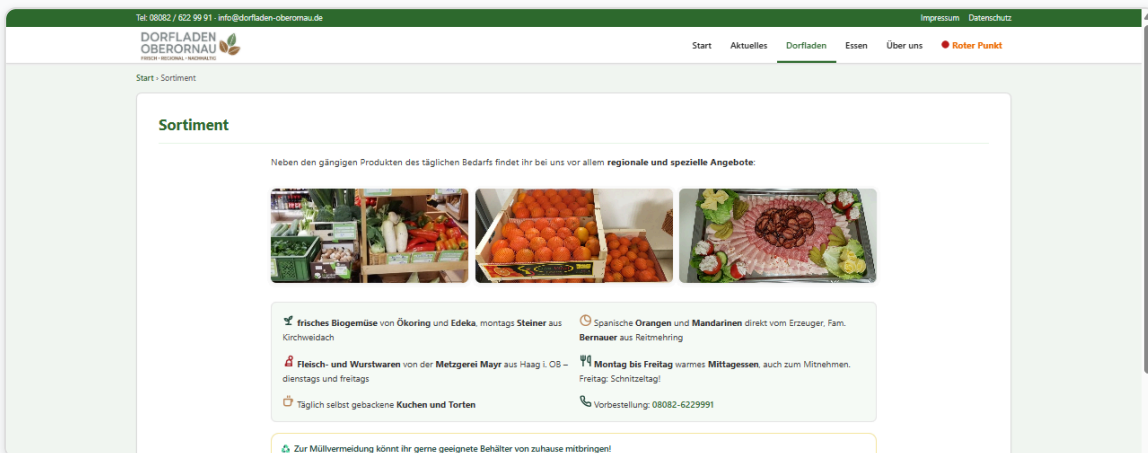 Tel: 08082 / 622 99 91 · info@dorfladen-oberornau.de
Impressum Datenschutz
DORFLADEN
OBERORNAU
FRISCH • REGIONAL • NACHHALTIG
Start Aktuelles Dorfladen Essen Über uns Roter Punkt
Start › Sortiment
Sortiment
Neben den gängigen Produkten des täglichen Bedarfs findet ihr bei uns vor allem regionale und spezielle Angebote:
frisches Biogemüse von Ökoring und Edeka, montags Steiner aus
Kirchweidach
Spanische Orangen und Mandarinen direkt vom Erzeuger, Fam.
Bernauer aus Reitmehring
Fleisch- und Wurstwaren von der Metzgerei Mayr aus Haag i. OB –
dienstags und freitags
Montag bis Freitag warmes Mittagessen, auch zum Mitnehmen.
Freitag: Schnitzeltag!
Täglich selbst gebackene Kuchen und Torten
Vorbestellung: 08082-6229991
Zur Müllvermeidung könnt ihr gerne geeignete Behälter von zuhause mitbringen!